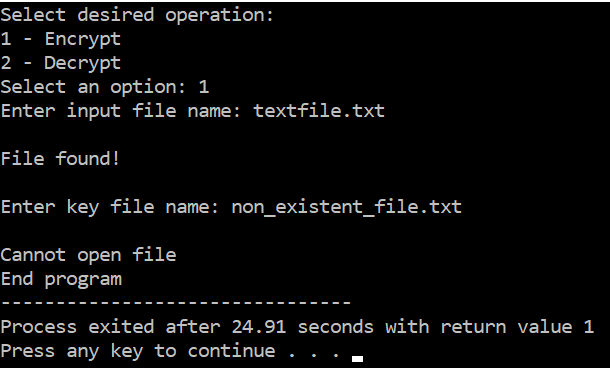 Select desired operation:
1 - Encrypt
2 - Decrypt
Select an option: 1
Enter input file name: textfile.txt
File found!
Enter key file name: non_existent_file.txt
Cannot open file
End program
--------------------------------
Process exited after 24.91 seconds with return value 1
Press any key to continue . . .